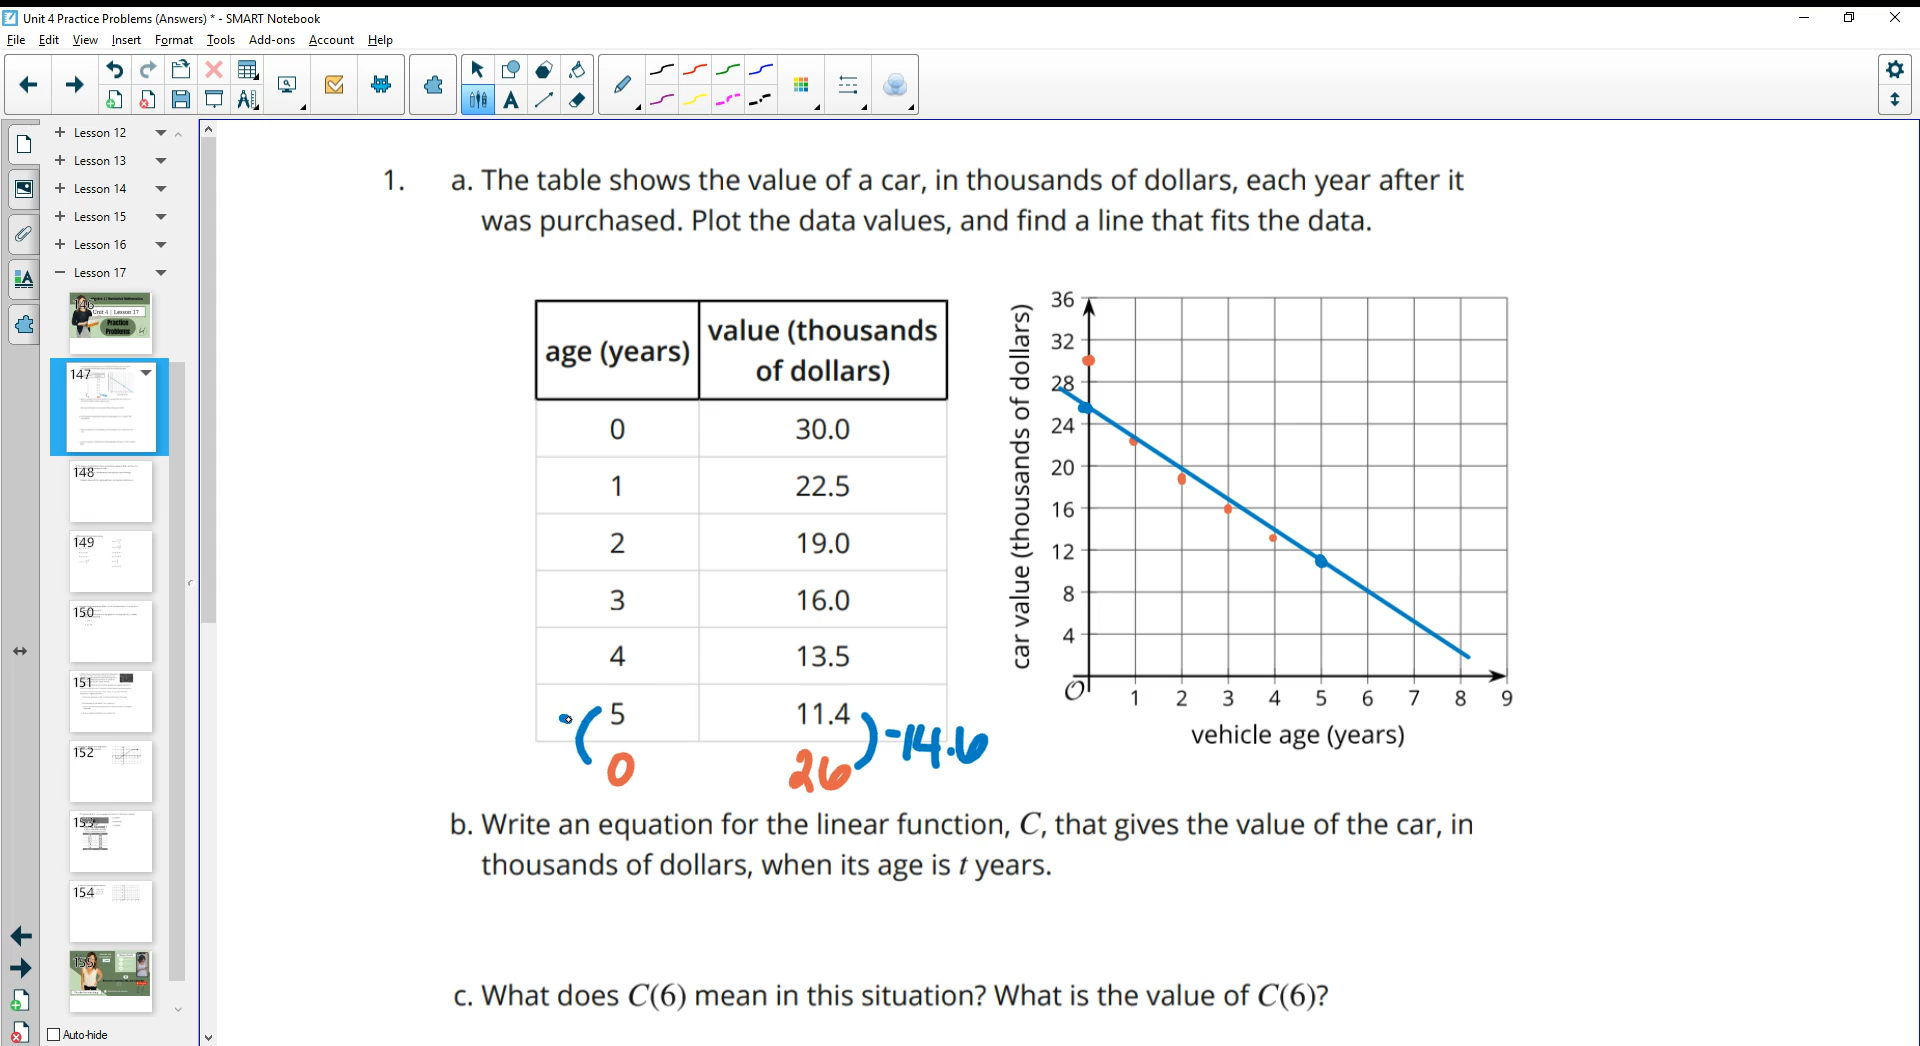 Unit 4 Practice Problems (Answers) * - SMART Notebook
File Edit View Insert Format Tools Add-ons Account Help
Lesson 12
Lesson 13
Lesson 14
Lesson 15
Lesson 16
Lesson 17
146
Unit 4 | Lesson 17
Practice
Problems
147
148
149
150
151
152
153
154
155
Auto-hide
1. a. The table shows the value of a car, in thousands of dollars, each year after it
was purchased. Plot the data values, and find a line that fits the data.
age (years) value (thousands of dollars)
0 30.0
1 22.5
2 19.0
3 16.0
4 13.5
5 11.4
0 26 -14.6
car value (thousands of dollars)
36
32
28
24
20
16
12
8
4
O 1 2 3 4 5 6 7 8 9
vehicle age (years)
b. Write an equation for the linear function, C, that gives the value of the car, in
thousands of dollars, when its age is t years.
c. What does C(6) mean in this situation? What is the value of C(6)?